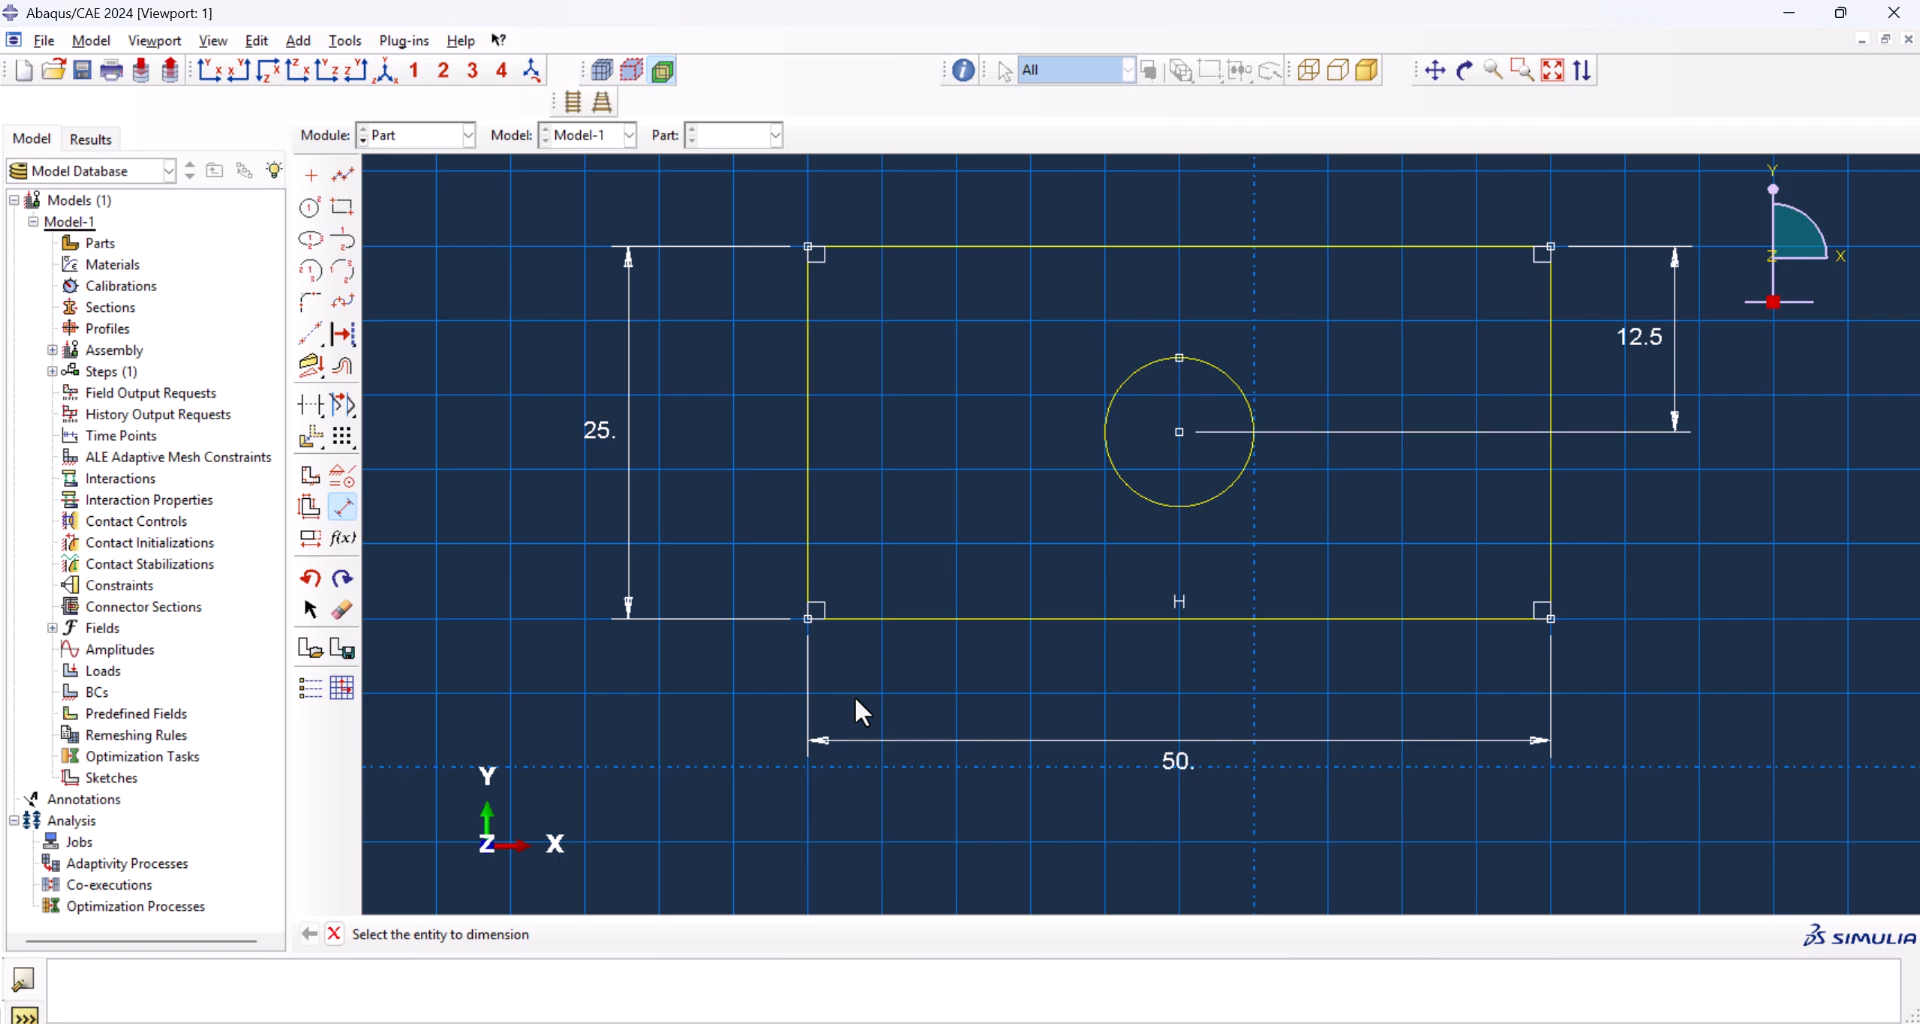 Abaqus/CAE 2024 [Viewport: 1]
File Model Viewport View Edit Add Tools Plug-ins Help
1 2 3 4 All
Model Results Module: Part Model: Model-1 Part:
Model Database
Models (1)
Model-1
Parts
Materials
Calibrations
Sections
Profiles
Assembly
Steps (1)
Field Output Requests
History Output Requests
Time Points
ALE Adaptive Mesh Constraints
Interactions
Interaction Properties
Contact Controls
Contact Initializations
Contact Stabilizations
Constraints
Connector Sections
Fields
Amplitudes
Loads
BCs
Predefined Fields
Remeshing Rules
Optimization Tasks
Sketches
Annotations
Analysis
Jobs
Adaptivity Processes
Co-executions
Optimization Processes
f(x)
Y
Z X
12.5
25.
H
50.
Y
Z X
Select the entity to dimension
SIMULIA
>>>